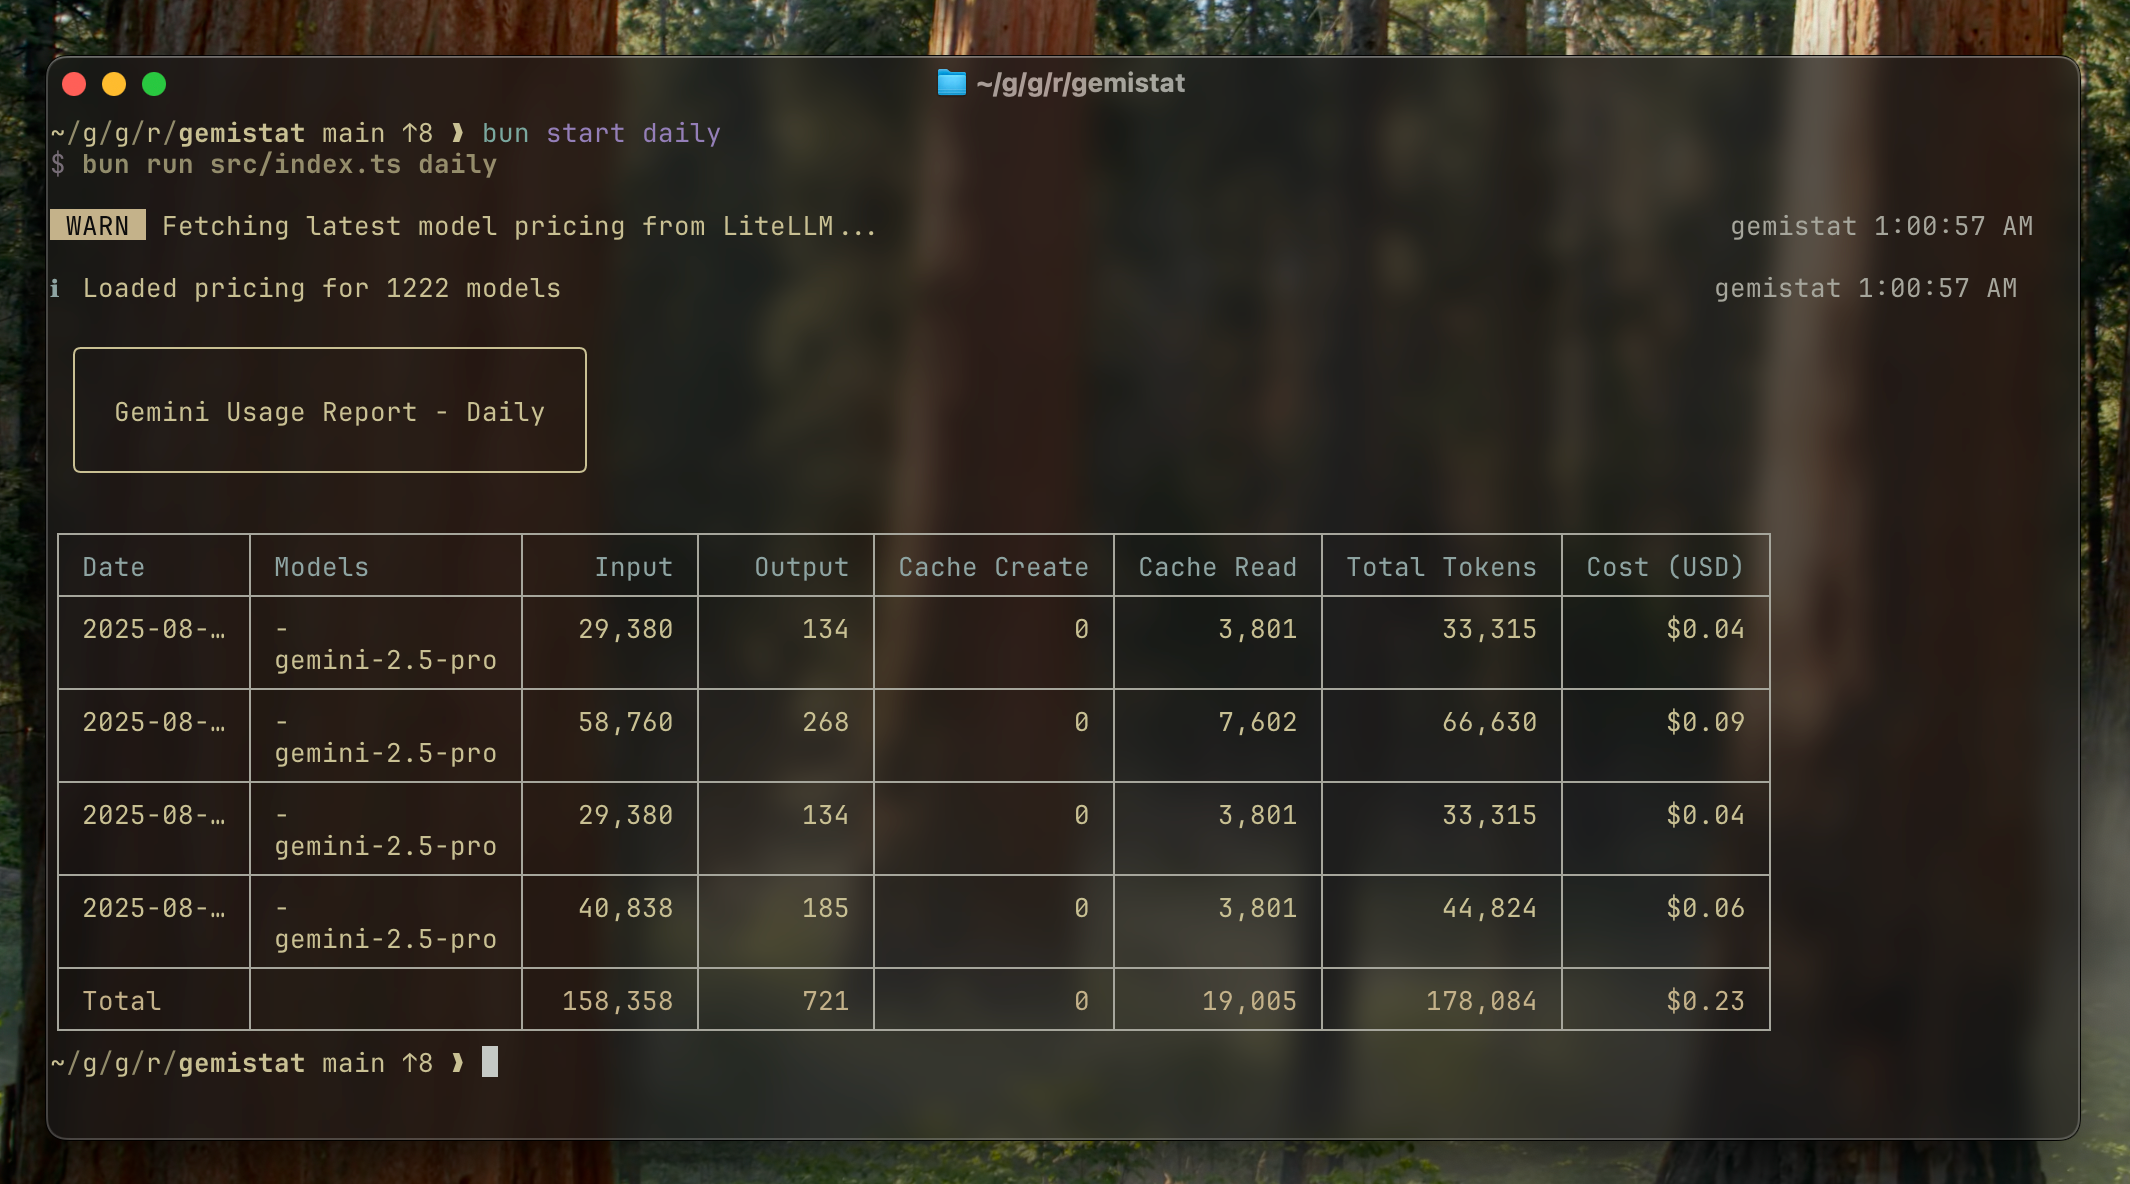 ~/g/g/r/gemistat
~/g/g/r/gemistat main ↑8 ❱ bun start daily
$ bun run src/index.ts daily
WARN Fetching latest model pricing from LiteLLM... gemistat 1:00:57 AM
ℹ Loaded pricing for 1222 models gemistat 1:00:57 AM
Gemini Usage Report - Daily
Date Models Input Output Cache Create Cache Read Total Tokens Cost (USD)
2025-08-… - 29,380 134 0 3,801 33,315 $0.04
gemini-2.5-pro
2025-08-… - 58,760 268 0 7,602 66,630 $0.09
gemini-2.5-pro
2025-08-… - 29,380 134 0 3,801 33,315 $0.04
gemini-2.5-pro
2025-08-… - 40,838 185 0 3,801 44,824 $0.06
gemini-2.5-pro
Total 158,358 721 0 19,005 178,084 $0.23
~/g/g/r/gemistat main ↑8 ❱